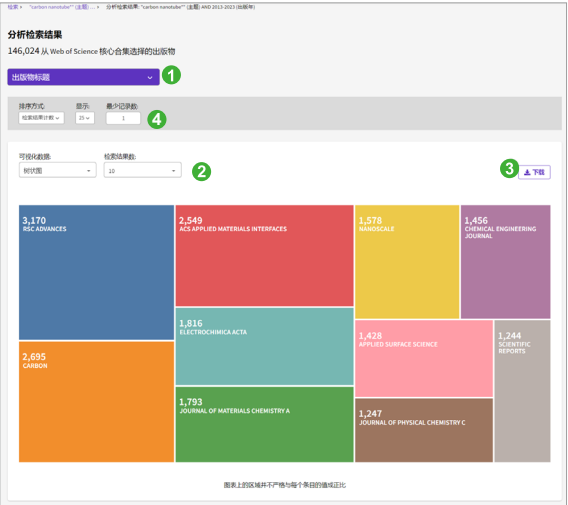 检索 > "carbon nanotube*" (主题) ... > 分析检索结果: "carbon nanotube*" (主题) AND 2013-2023 (出版年)
分析检索结果
146,024 从 Web of Science 核心合集选择的出版物
出版物标题 1
排序方式: 显示: 最少记录数:
检索结果计数 25 1 4
可视化数据: 检索结果数:
树状图 10 2 3 下载
3,170
RSC ADVANCES
2,549
ACS APPLIED MATERIALS INTERFACES
1,578
NANOSCALE
1,456
CHEMICAL ENGINEERING
JOURNAL
1,816
ELECTROCHIMICA ACTA
1,428
APPLIED SURFACE SCIENCE
1,244
SCIENTIFIC
REPORTS
2,695
CARBON
1,793
JOURNAL OF MATERIALS CHEMISTRY A
1,247
JOURNAL OF PHYSICAL CHEMISTRY C
图表上的区域并不严格与每个条目的值成正比